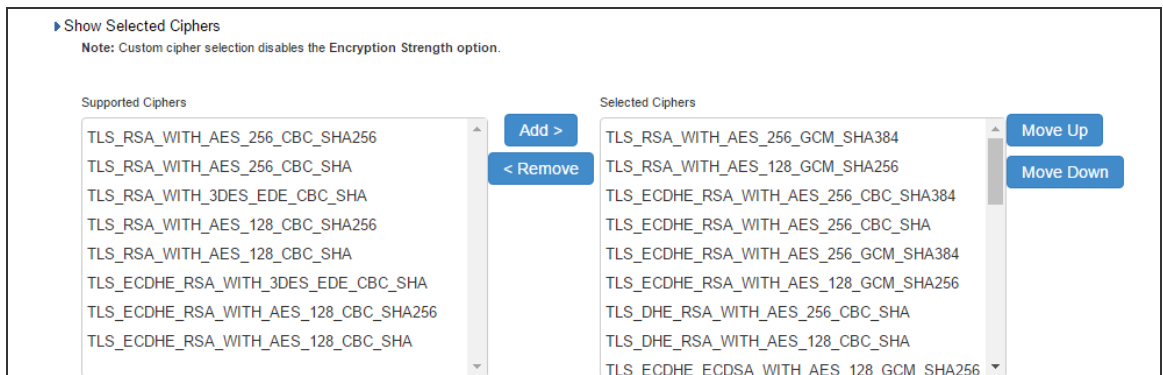 Show Selected Ciphers
Note: Custom cipher selection disables the Encryption Strength option.
Supported Ciphers
TLS_RSA_WITH_AES_256_CBC_SHA256
TLS_RSA_WITH_AES_256_CBC_SHA
TLS_RSA_WITH_3DES_EDE_CBC_SHA
TLS_RSA_WITH_AES_128_CBC_SHA256
TLS_RSA_WITH_AES_128_CBC_SHA
TLS_ECDHE_RSA_WITH_3DES_EDE_CBC_SHA
TLS_ECDHE_RSA_WITH_AES_128_CBC_SHA256
TLS_ECDHE_RSA_WITH_AES_128_CBC_SHA
Add >
< Remove
Selected Ciphers
TLS_RSA_WITH_AES_256_GCM_SHA384
TLS_RSA_WITH_AES_128_GCM_SHA256
TLS_ECDHE_RSA_WITH_AES_256_CBC_SHA384
TLS_ECDHE_RSA_WITH_AES_256_CBC_SHA
TLS_ECDHE_RSA_WITH_AES_256_GCM_SHA384
TLS_ECDHE_RSA_WITH_AES_128_GCM_SHA256
TLS_DHE_RSA_WITH_AES_256_CBC_SHA
TLS_DHE_RSA_WITH_AES_128_CBC_SHA
TLS_ECDHE_ECDSA_WITH_AES_128_GCM_SHA256
Move Up
Move Down